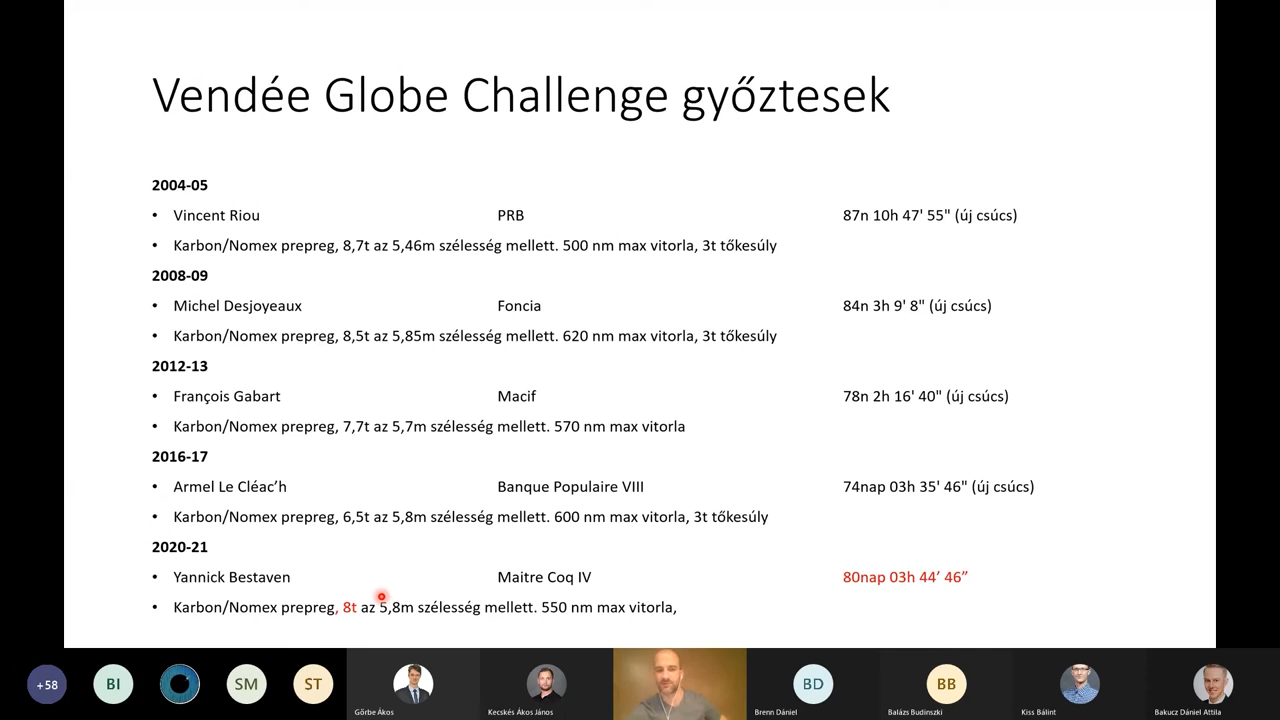 Vendée Globe Challenge győztesek
2004-05
• Vincent Riou PRB 87n 10h 47' 55" (új csúcs)
• Karbon/Nomex prepreg, 8,7t az 5,46m szélesség mellett. 500 nm max vitorla, 3t tőkesúly
2008-09
• Michel Desjoyeaux Foncia 84n 3h 9' 8" (új csúcs)
• Karbon/Nomex prepreg, 8,5t az 5,85m szélesség mellett. 620 nm max vitorla, 3t tőkesúly
2012-13
• François Gabart Macif 78n 2h 16' 40" (új csúcs)
• Karbon/Nomex prepreg, 7,7t az 5,7m szélesség mellett. 570 nm max vitorla
2016-17
• Armel Le Cléac’h Banque Populaire VIII 74nap 03h 35' 46" (új csúcs)
• Karbon/Nomex prepreg, 6,5t az 5,8m szélesség mellett. 600 nm max vitorla, 3t tőkesúly
2020-21
• Yannick Bestaven Maitre Coq IV 80nap 03h 44’ 46”
• Karbon/Nomex prepreg, 8t az 5,8m szélesség mellett. 550 nm max vitorla,
+58 BI SM ST BD BB
Görbe Ákos Kecskés Ákos János Brenn Dániel Balázs Budinszki Kiss Bálint Bakucz Dániel Attila